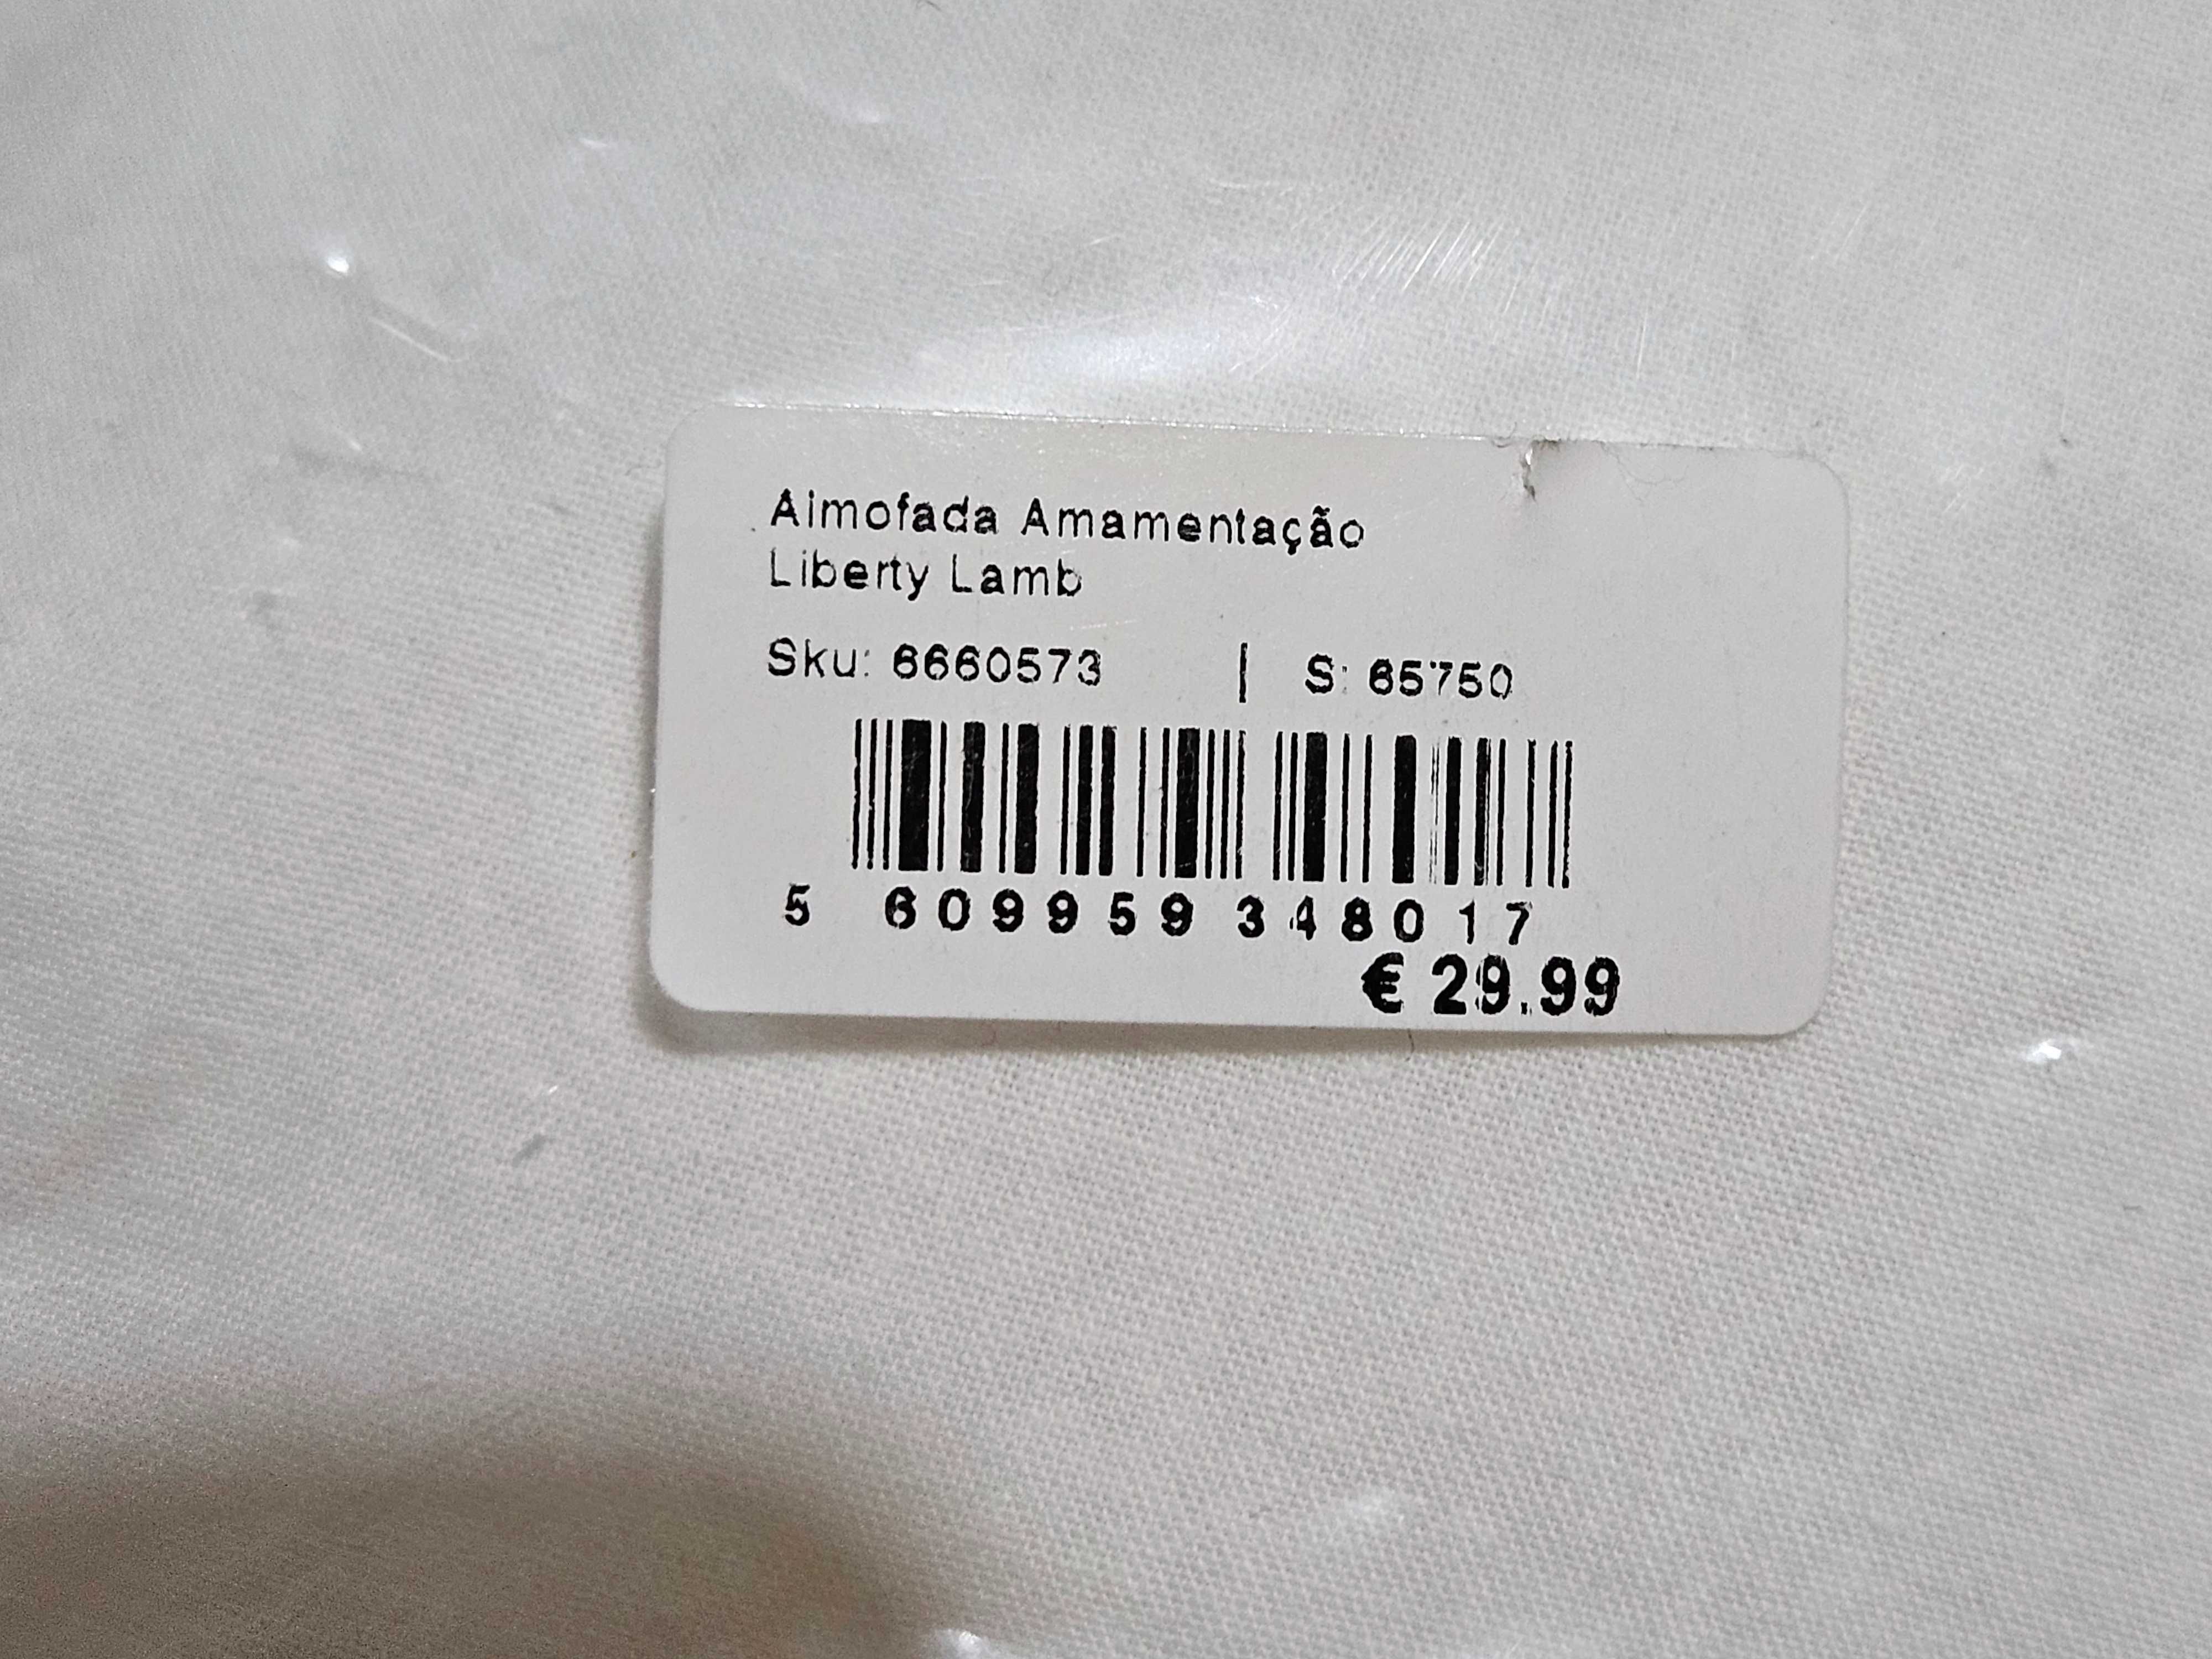 Almofada Amamentação
Liberty Lamb
Sku: 6660573 | S: 65750
5 609959 348017
€ 29.99